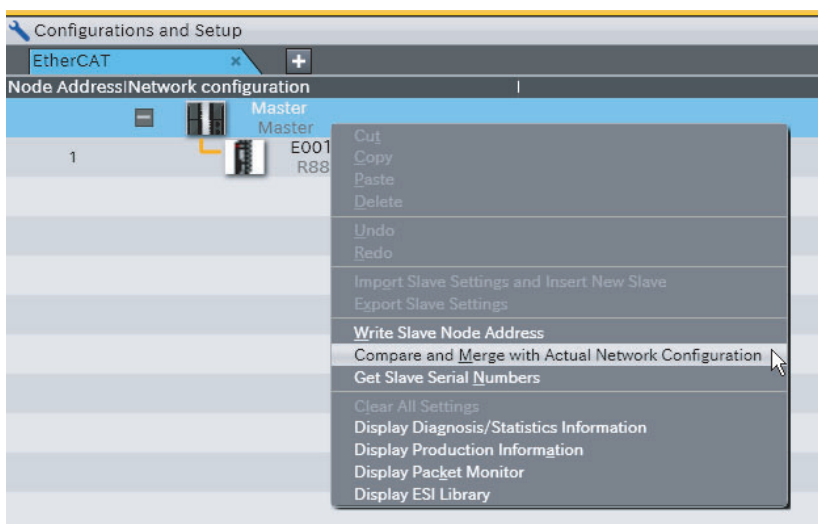 Configurations and Setup
EtherCAT × +
Node Address|Network configuration
Master
Master
1 E001
R88
Cut
Copy
Paste
Delete
Undo
Redo
Import Slave Settings and Insert New Slave
Export Slave Settings
Write Slave Node Address
Compare and Merge with Actual Network Configuration
Get Slave Serial Numbers
Clear All Settings
Display Diagnosis/Statistics Information
Display Production Information
Display Packet Monitor
Display ESI Library